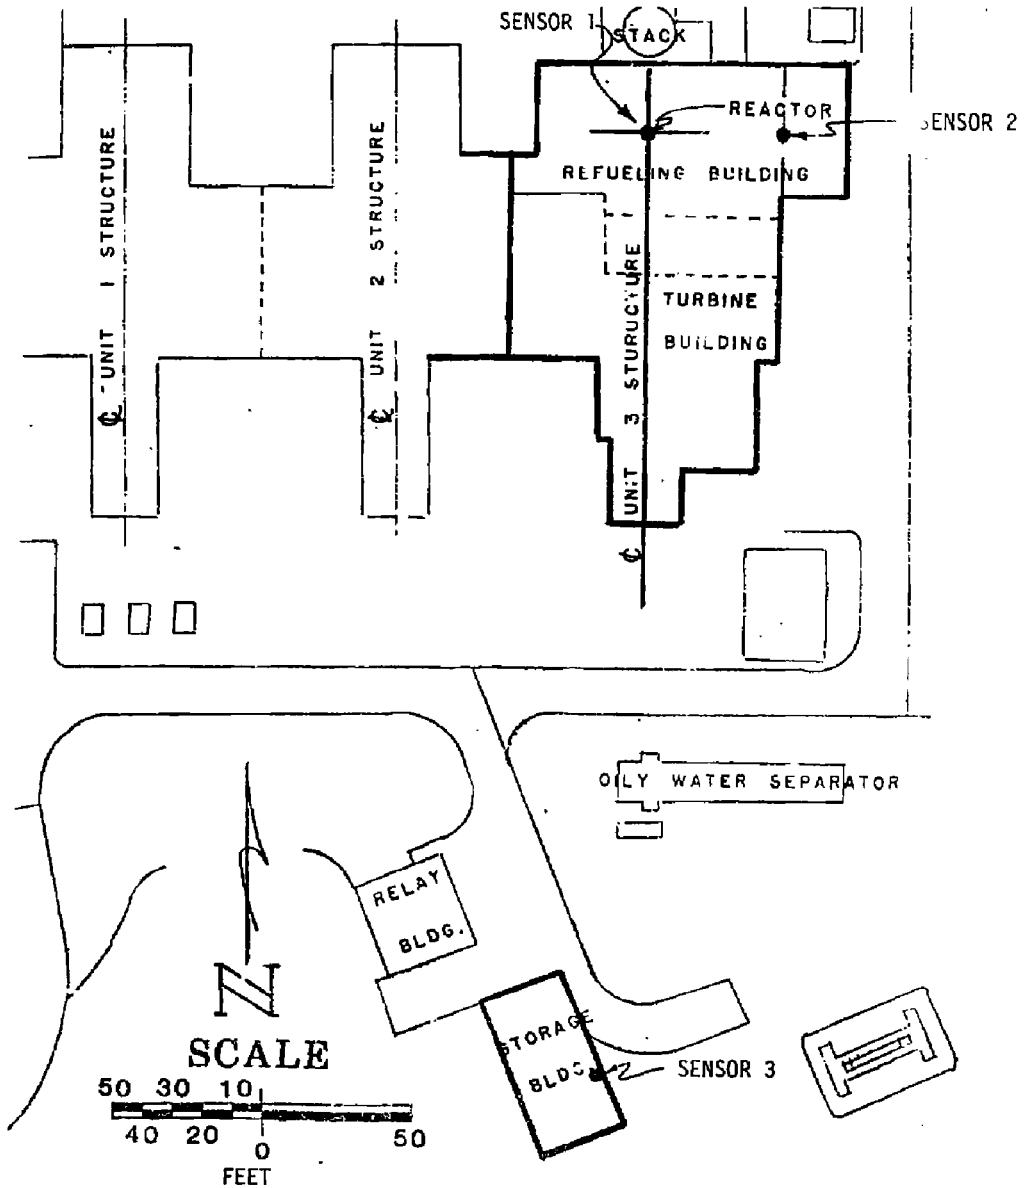 SENSOR 1
STACK
REACTOR
SENSOR 2
REFUELING BUILDING
UNIT 1 STRUCTURE
UNIT 2 STRUCTURE
UNIT 3 STURUCTURE
TURBINE
BUILDING
OILY WATER SEPARATOR
RELAY
BLDG.
N
SCALE
STORAGE
BLDG.
SENSOR 3
50 30 10
40 20 0 50
FEET